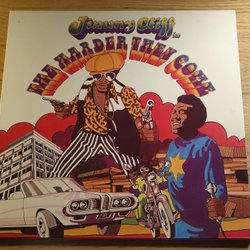 Jimmy Cliff
in
THE HARDER THEY COME